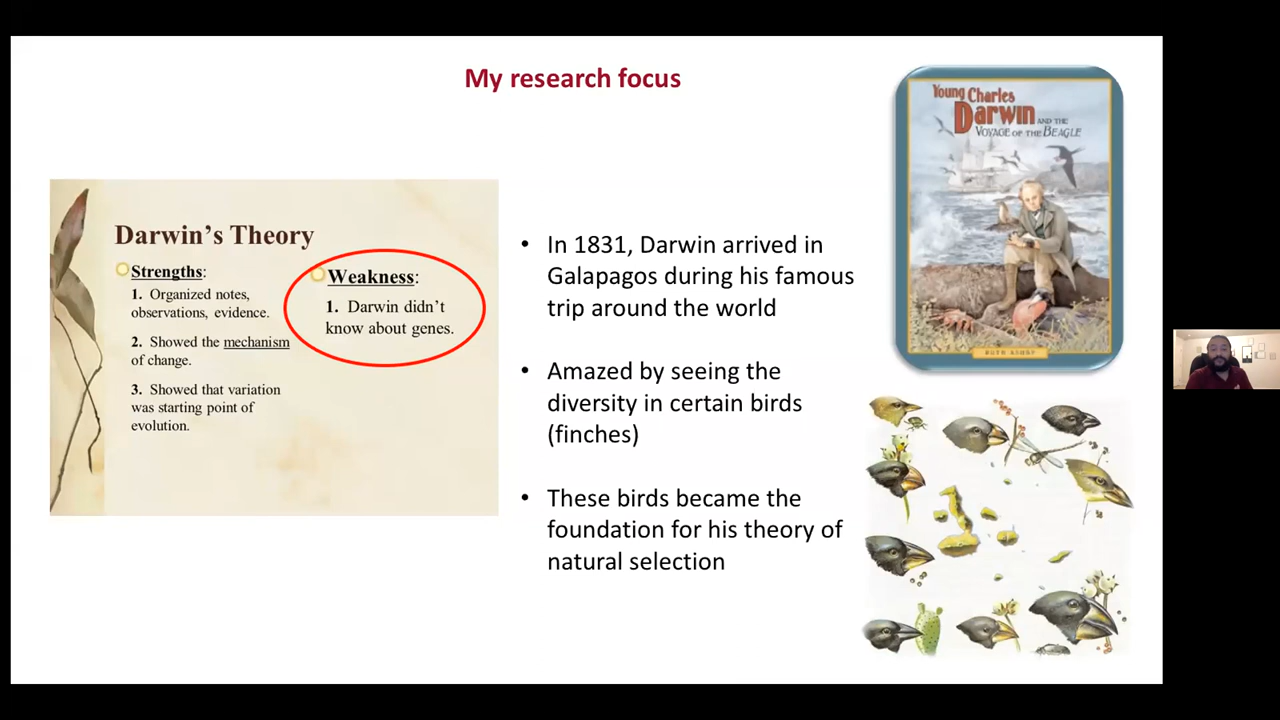 My research focus
Darwin's Theory
Strengths:
1. Organized notes,
observations, evidence.
2. Showed the mechanism
of change.
3. Showed that variation
was starting point of
evolution.
Weakness:
1. Darwin didn't
know about genes.
• In 1831, Darwin arrived in
Galapagos during his famous
trip around the world
• Amazed by seeing the
diversity in certain birds
(finches)
• These birds became the
foundation for his theory of
natural selection
Young Charles
Darwin AND THE
VOYAGE OF THE BEAGLE
RUTH ASHBY